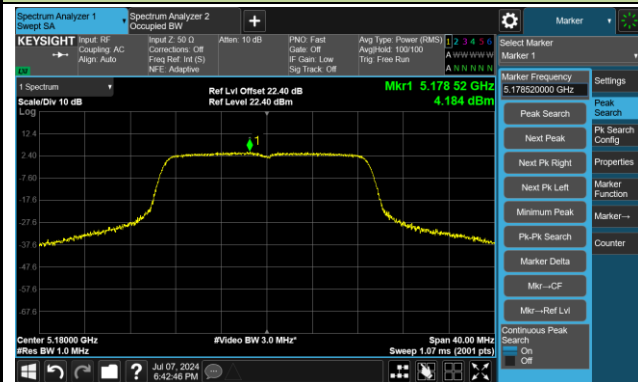 Spectrum Analyzer 1
Swept SA
Spectrum Analyzer 2
Occupied BW
Marker
KEYSIGHT
Input: RF
Coupling: AC
Align: Auto
Input Z: 50 Ω
Corrections: Off
Freq Ref: Int (S)
NFE: Adaptive
Atten: 10 dB
PNO: Fast
Gate: Off
IF Gain: Low
Sig Track: Off
Avg Type: Power (RMS)
Avg|Hold: 100/100
Trig: Free Run
1 2 3 4 5 6
A W W W W W
A N N N N N
Select Marker
Marker 1
1 Spectrum
Scale/Div 10 dB
Log
Ref Lvl Offset 22.40 dB
Ref Level 22.40 dBm
Mkr1 5.178 52 GHz
4.184 dBm
12.4
2.40
-7.60
-17.6
-27.6
-37.6
-47.6
-57.6
-67.6
1
Center 5.18000 GHz
#Res BW 1.0 MHz
#Video BW 3.0 MHz*
Span 40.00 MHz
Sweep 1.07 ms (2001 pts)
Marker Frequency
5.178520000 GHz
Peak Search
Next Peak
Next Pk Right
Next Pk Left
Minimum Peak
Pk-Pk Search
Marker Delta
Mkr→CF
Mkr→Ref Lvl
Continuous Peak
Search
On
Off
Settings
Peak
Search
Pk Search
Config
Properties
Marker
Function
Marker→
Counter
?
Jul 07, 2024
6:42:46 PM